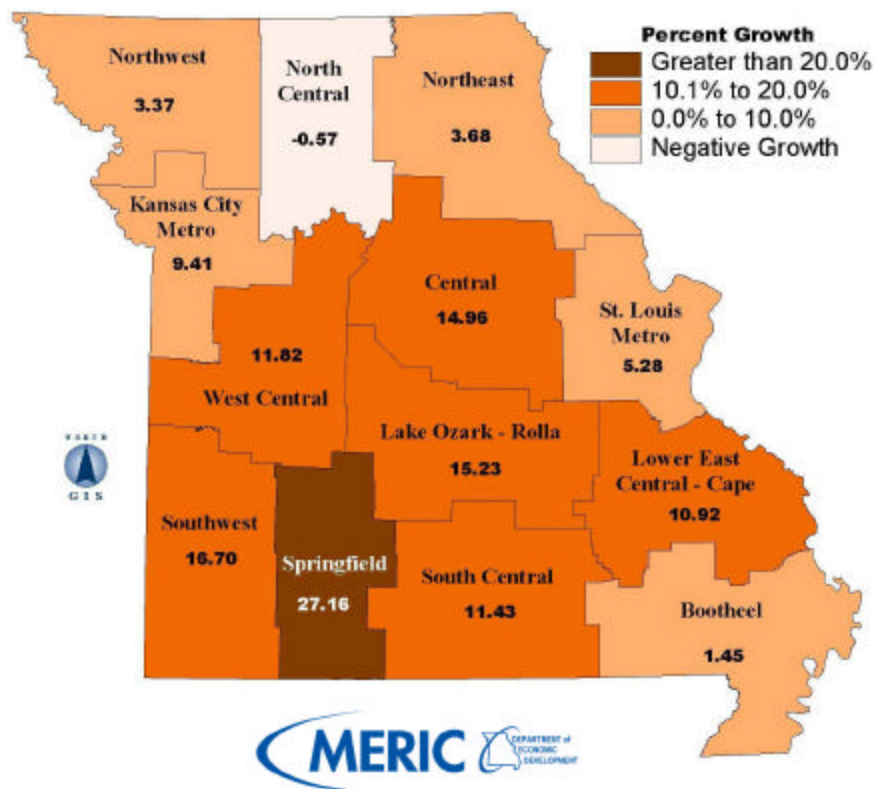 Percent Growth
Greater than 20.0%
10.1% to 20.0%
0.0% to 10.0%
Negative Growth
Northwest
3.37
North
Central
-0.57
Northeast
3.68
Kansas City
Metro
9.41
Central
14.96
St. Louis
Metro
5.28
11.82
West Central
Lake Ozark - Rolla
15.23
Lower East
Central - Cape
10.92
NORTH
GIS
Southwest
16.70
Springfield
27.16
South Central
11.43
Bootheel
1.45
MERIC
DEPARTMENT of
ECONOMIC
DEVELOPMENT